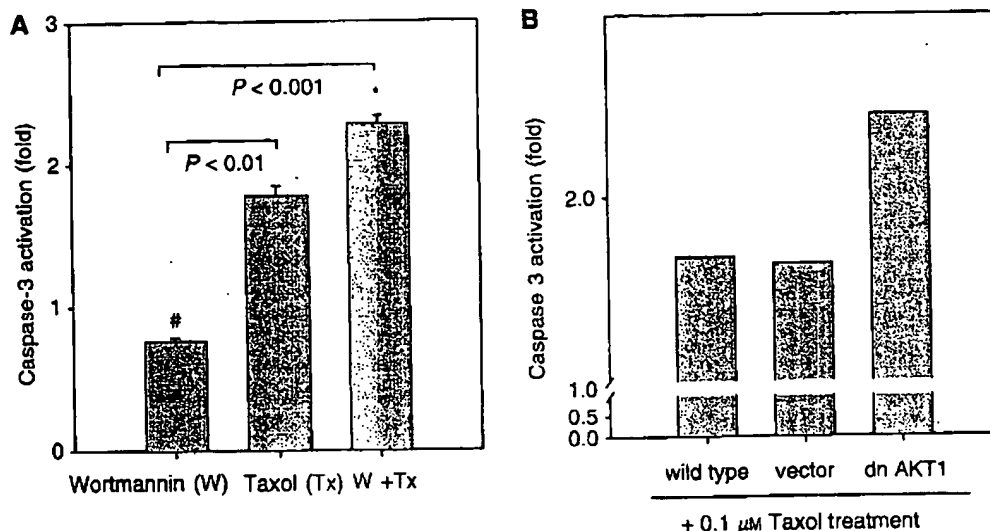 A
3
2
1
0
Caspase-3 activation (fold)
P < 0.001
*
P < 0.01
#
Wortmannin (W) Taxol (Tx) W +Tx
B
2.0
1.0
0.5
0.0
Caspase 3 activation (fold)
wild type vector dn AKT1
+ 0.1 µM Taxol treatment